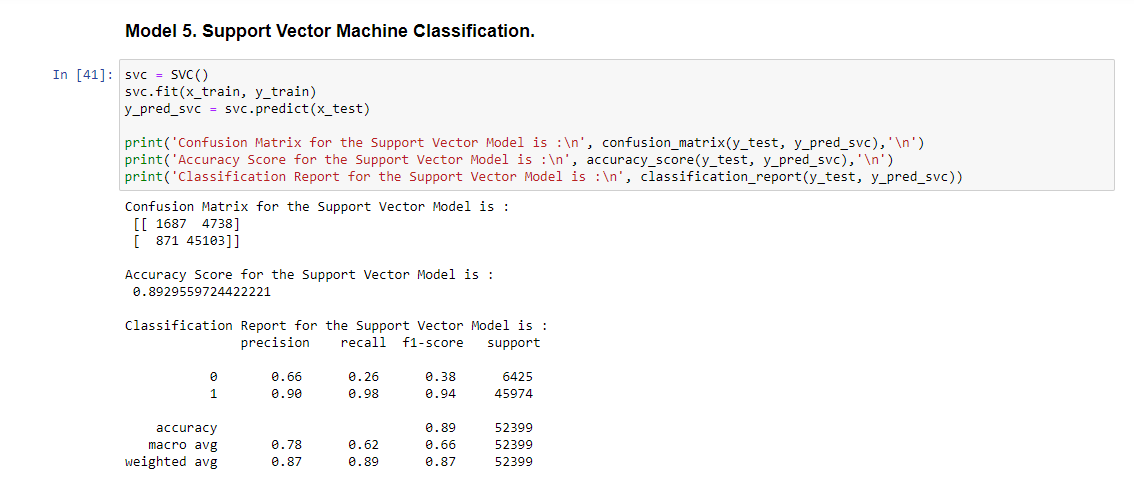 Model 5. Support Vector Machine Classification.
In [41]: svc = SVC()
svc.fit(x_train, y_train)
y_pred_svc = svc.predict(x_test)
print('Confusion Matrix for the Support Vector Model is :\n', confusion_matrix(y_test, y_pred_svc),'\n')
print('Accuracy Score for the Support Vector Model is :\n', accuracy_score(y_test, y_pred_svc),'\n')
print('Classification Report for the Support Vector Model is :\n', classification_report(y_test, y_pred_svc))
Confusion Matrix for the Support Vector Model is :
[[ 1687  4738]
[  871 45103]]
Accuracy Score for the Support Vector Model is :
0.8929559724422221
Classification Report for the Support Vector Model is :
precision    recall  f1-score   support
0       0.66      0.26      0.38      6425
1       0.90      0.98      0.94     45974
accuracy                           0.89     52399
macro avg       0.78      0.62      0.66     52399
weighted avg       0.87      0.89      0.87     52399